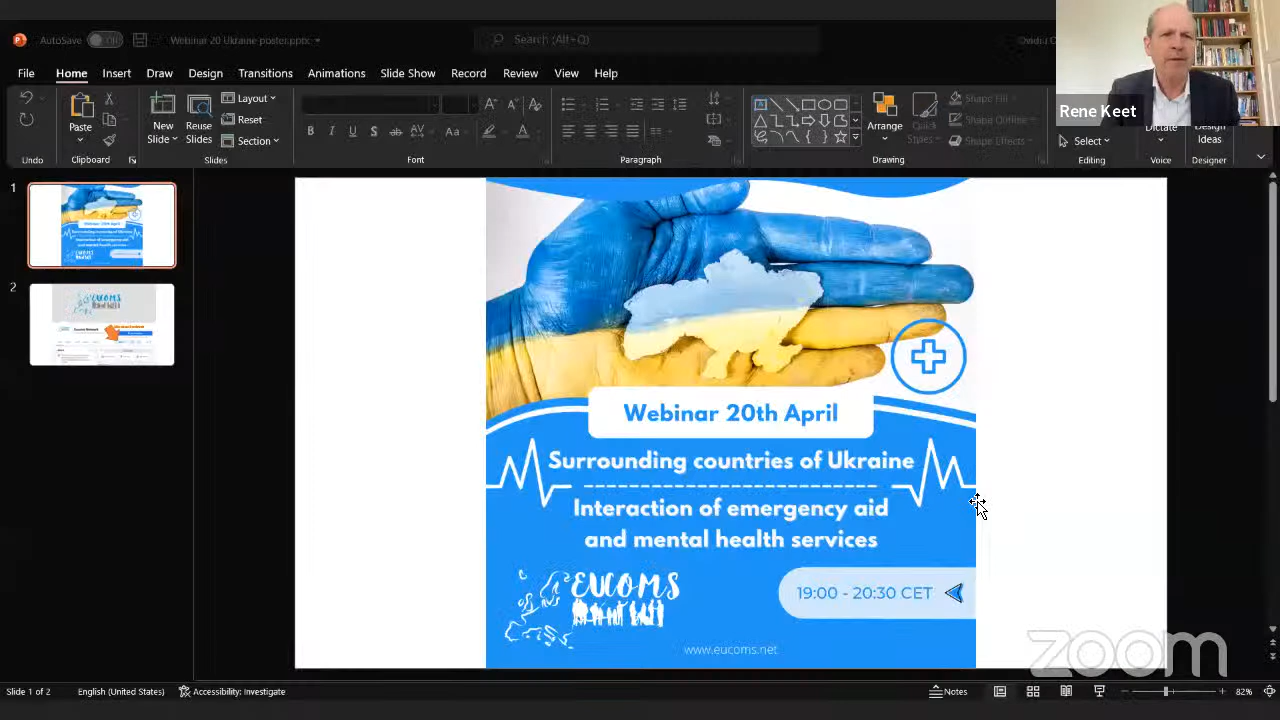 AutoSave
Off
Webinar 20 Ukraine poster.pptx
Search (Alt+Q)
File Home Insert Draw Design Transitions Animations Slide Show Record Review View Help
Rene Keet
Paste
New
Slide
Reuse
Slides
Layout
Reset
Section
Arrange
Quick
Styles
Shape Fill
Shape Outline
Shape Effects
Select
Dictate
Design
Ideas
Undo Clipboard Slides Font Paragraph Drawing Editing Voice Designer
1
2
Webinar 20th April
Surrounding countries of Ukraine
Interaction of emergency aid
and mental health services
EUCOMS
19:00 - 20:30 CET
www.eucoms.net
zoom
Slide 1 of 2 English (United States) Accessibility: Investigate Notes 82%